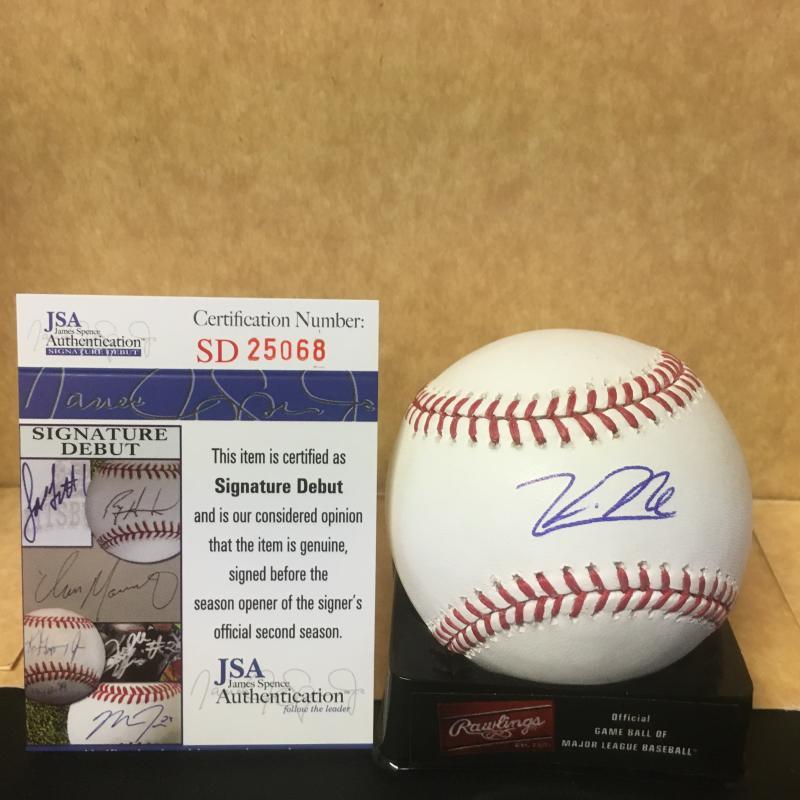 JSA
James Spence
Authentication
SIGNATURE DEBUT
Certification Number:
SD 25068
SIGNATURE
DEBUT
This item is certified as
Signature Debut
and is our considered opinion
that the item is genuine,
signed before the
season opener of the signer's
official second season.
JSA
James Spence
Authentication
follow the leader
Rawlings
Official
GAME BALL OF
MAJOR LEAGUE BASEBALL™